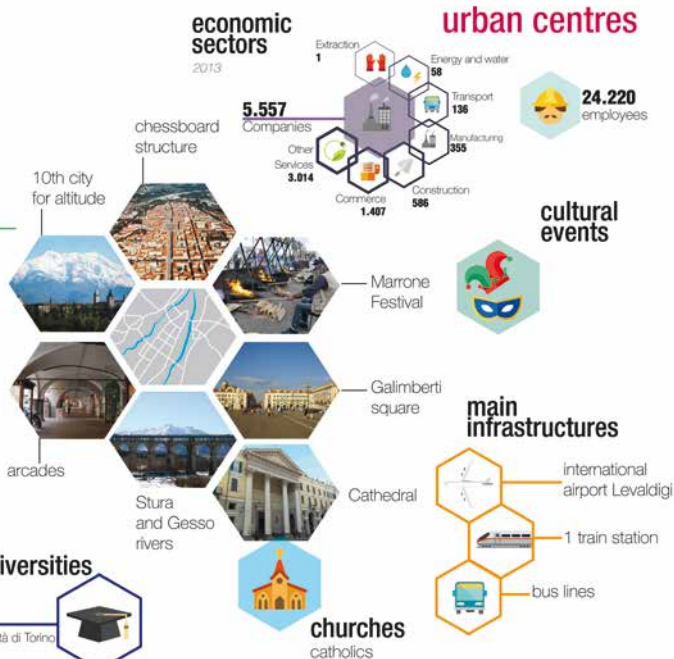 urban centres
economic
sectors
2013
Extraction
1
Energy and water
58
Transport
136
Manufacturing
355
Construction
586
Commerce
1.407
Other
Services
3.014
5.557
Companies
24.220
employees
chessboard
structure
10th city
for altitude
cultural
events
Marrone
Festival
Galimberti
square
main
infrastructures
arcades
Stura
and Gesso
rivers
Cathedral
international
airport Levaldigi
1 train station
bus lines
iversities
tà di Torino
churches
catholics